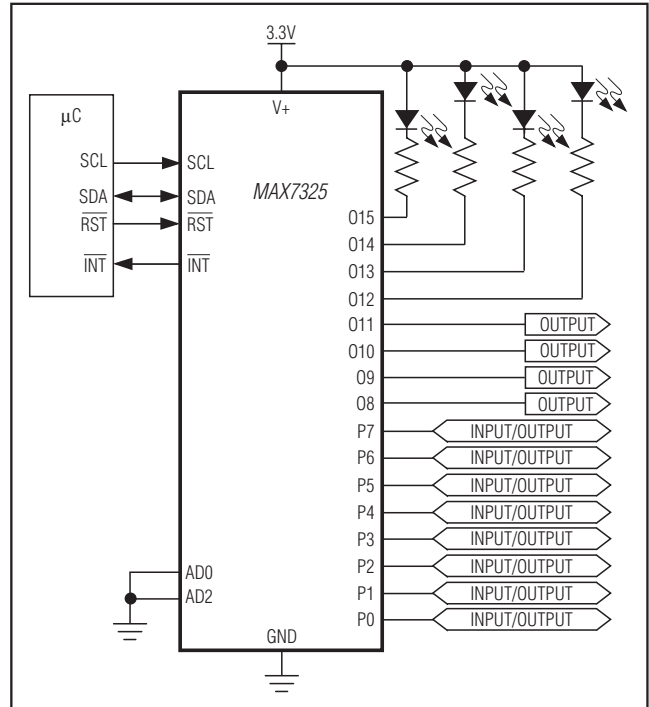 3.3V
V+
μC
SCL
SCL
SDA
SDA
MAX7325
RST
RST
INT
INT
O15
O14
O13
O12
O11
OUTPUT
O10
OUTPUT
O9
OUTPUT
O8
OUTPUT
P7
INPUT/OUTPUT
P6
INPUT/OUTPUT
P5
INPUT/OUTPUT
P4
INPUT/OUTPUT
P3
INPUT/OUTPUT
P2
INPUT/OUTPUT
P1
INPUT/OUTPUT
P0
INPUT/OUTPUT
AD0
AD2
GND